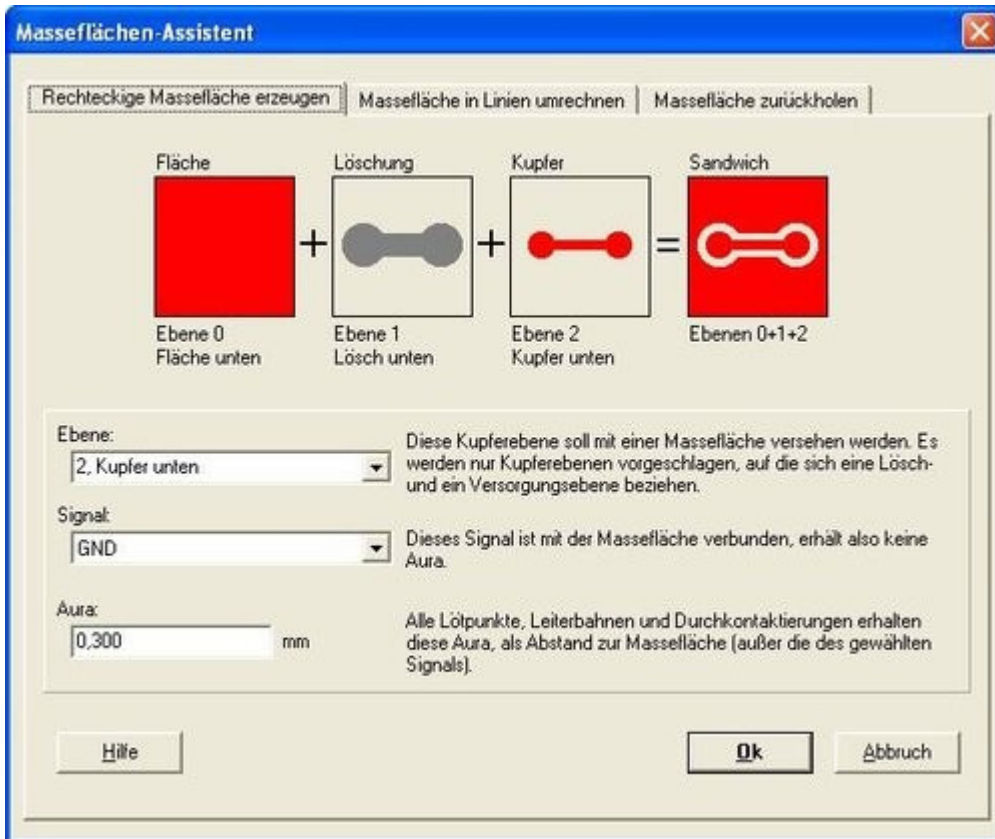 Masseflächen-Assistent
Rechteckige Massefläche erzeugen
Massefläche in Linien umrechnen
Massefläche zurückholen
Fläche
Löschung
Kupfer
Sandwich
+
+
=
Ebene 0
Fläche unten
Ebene 1
Lösch unten
Ebene 2
Kupfer unten
Ebenen 0+1+2
Ebene:
2, Kupfer unten
Diese Kupferebene soll mit einer Massefläche versehen werden. Es
werden nur Kupferebenen vorgeschlagen, auf die sich eine Lösch-
und ein Versorgungsebene beziehen.
Signal:
GND
Dieses Signal ist mit der Massefläche verbunden, erhält also keine
Aura.
Aura:
0,300
mm
Alle Lötpunkte, Leiterbahnen und Durchkontaktierungen erhalten
diese Aura, als Abstand zur Massefläche (außer die des gewählten
Signals).
Hilfe
Ok
Abbruch